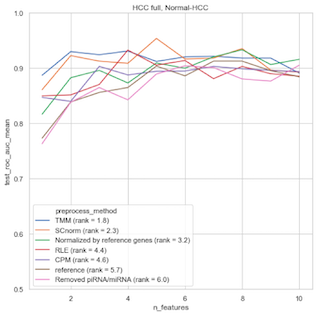 HCC full, Normal-HCC
1.0
0.9
0.8
0.7
0.6
0.5
test_roc_auc_mean
preprocess_method
TMM (rank = 1.8)
SCnorm (rank = 2.3)
Normalized by reference genes (rank = 3.2)
RLE (rank = 4.4)
CPM (rank = 4.6)
reference (rank = 5.7)
Removed piRNA/miRNA (rank = 6.0)
2 4 6 8 10
n_features